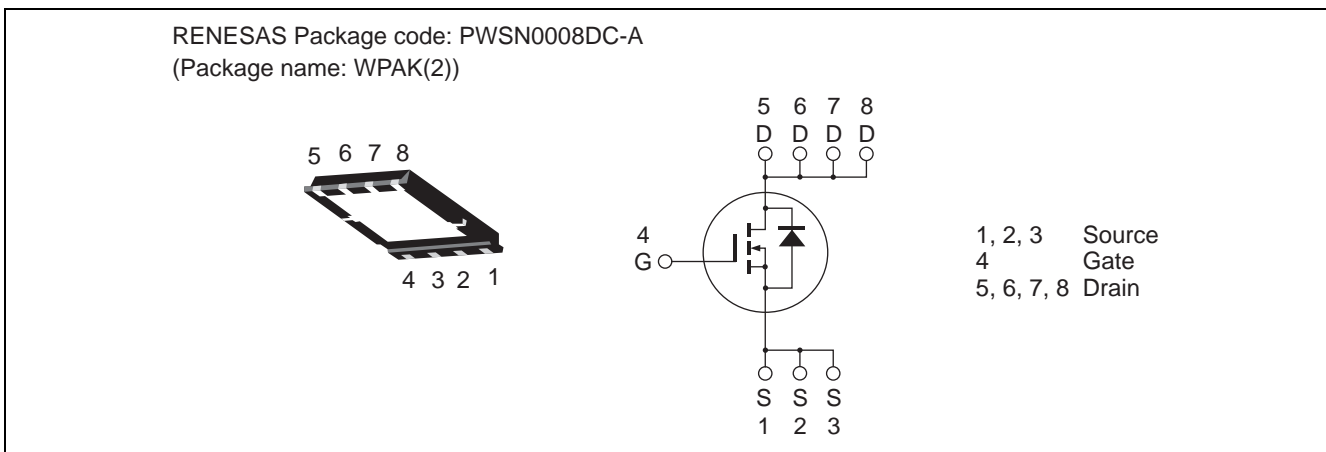 RENESAS Package code: PWSN0008DC-A
(Package name: WPAK(2))
5 6 7 8
4 3 2 1
5 6 7 8
D D D D
4
G
S S S
1 2 3
1, 2, 3 Source
4 Gate
5, 6, 7, 8 Drain